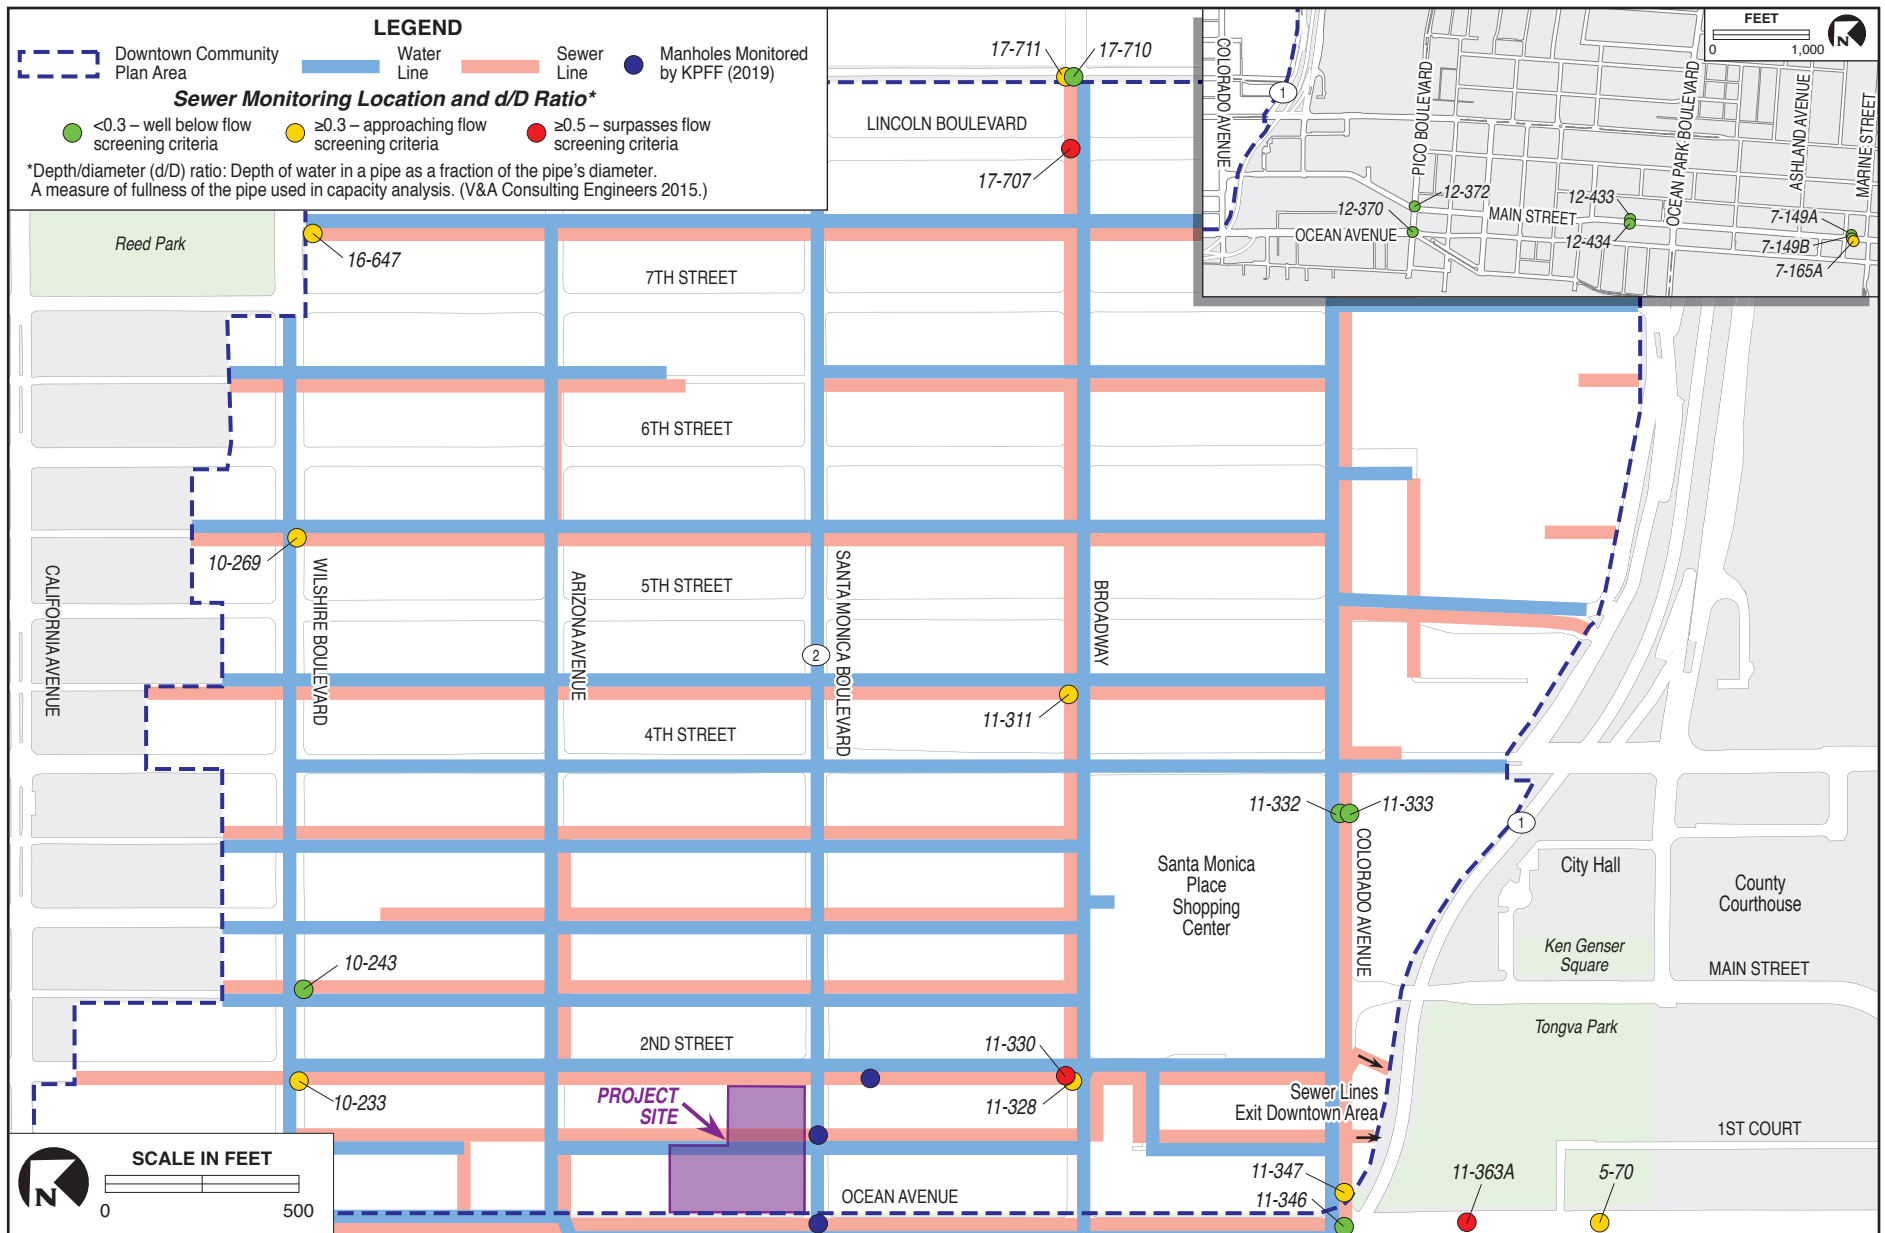 LEGEND
Downtown Community
Plan Area
Water
Line
Sewer
Line
Manholes Monitored
by KPFF (2019)
Sewer Monitoring Location and d/D Ratio*
<0.3 – well below flow
screening criteria
≥0.3 – approaching flow
screening criteria
≥0.5 – surpasses flow
screening criteria
*Depth/diameter (d/D) ratio: Depth of water in a pipe as a fraction of the pipe's diameter.
A measure of fullness of the pipe used in capacity analysis. (V&A Consulting Engineers 2015.)
17-711
17-710
LINCOLN BOULEVARD
17-707
COLORADO AVENUE
1
PICO BOULEVARD
OCEAN PARK BOULEVARD
ASHLAND AVENUE
MARINE STREET
FEET
0
1,000
N
12-372
12-370
MAIN STREET
OCEAN AVENUE
12-433
12-434
7-149A
7-149B
7-165A
Reed Park
16-647
7TH STREET
6TH STREET
10-269
5TH STREET
CALIFORNIA AVENUE
WILSHIRE BOULEVARD
ARIZONA AVENUE
SANTA MONICA BOULEVARD
BROADWAY
2
11-311
4TH STREET
11-332
11-333
1
COLORADO AVENUE
Santa Monica
Place
Shopping
Center
City Hall
County
Courthouse
Ken Genser
Square
MAIN STREET
10-243
2ND STREET
11-330
Tongva Park
10-233
PROJECT
SITE
11-328
Sewer Lines
Exit Downtown Area
1ST COURT
N
SCALE IN FEET
0
500
OCEAN AVENUE
11-347
11-346
11-363A
5-70